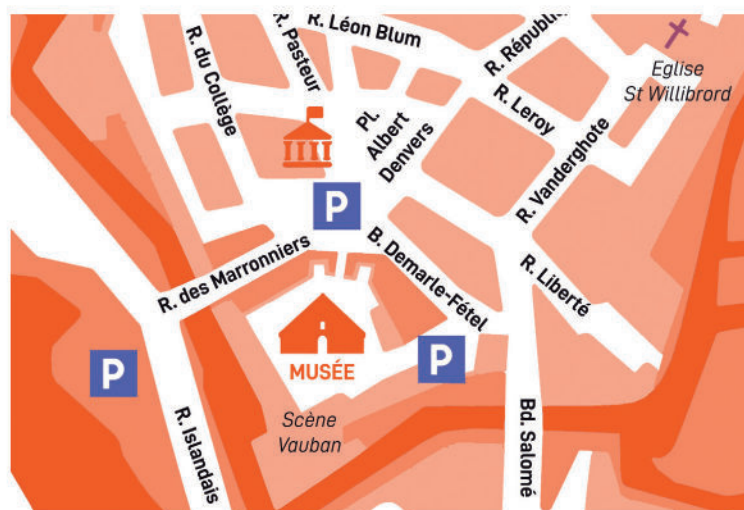 R. Léon Blum
R. République
R. Pasteur
R. du Collège
Eglise
St Willibrord
Pl.
Albert
Denvers
R. Leroy
R. Vanderghote
P
R. des Marronniers
B. Demarle-Fétel
R. Liberté
MUSÉE
P
P
Scène
Vauban
R. Islandais
Bd. Salomé